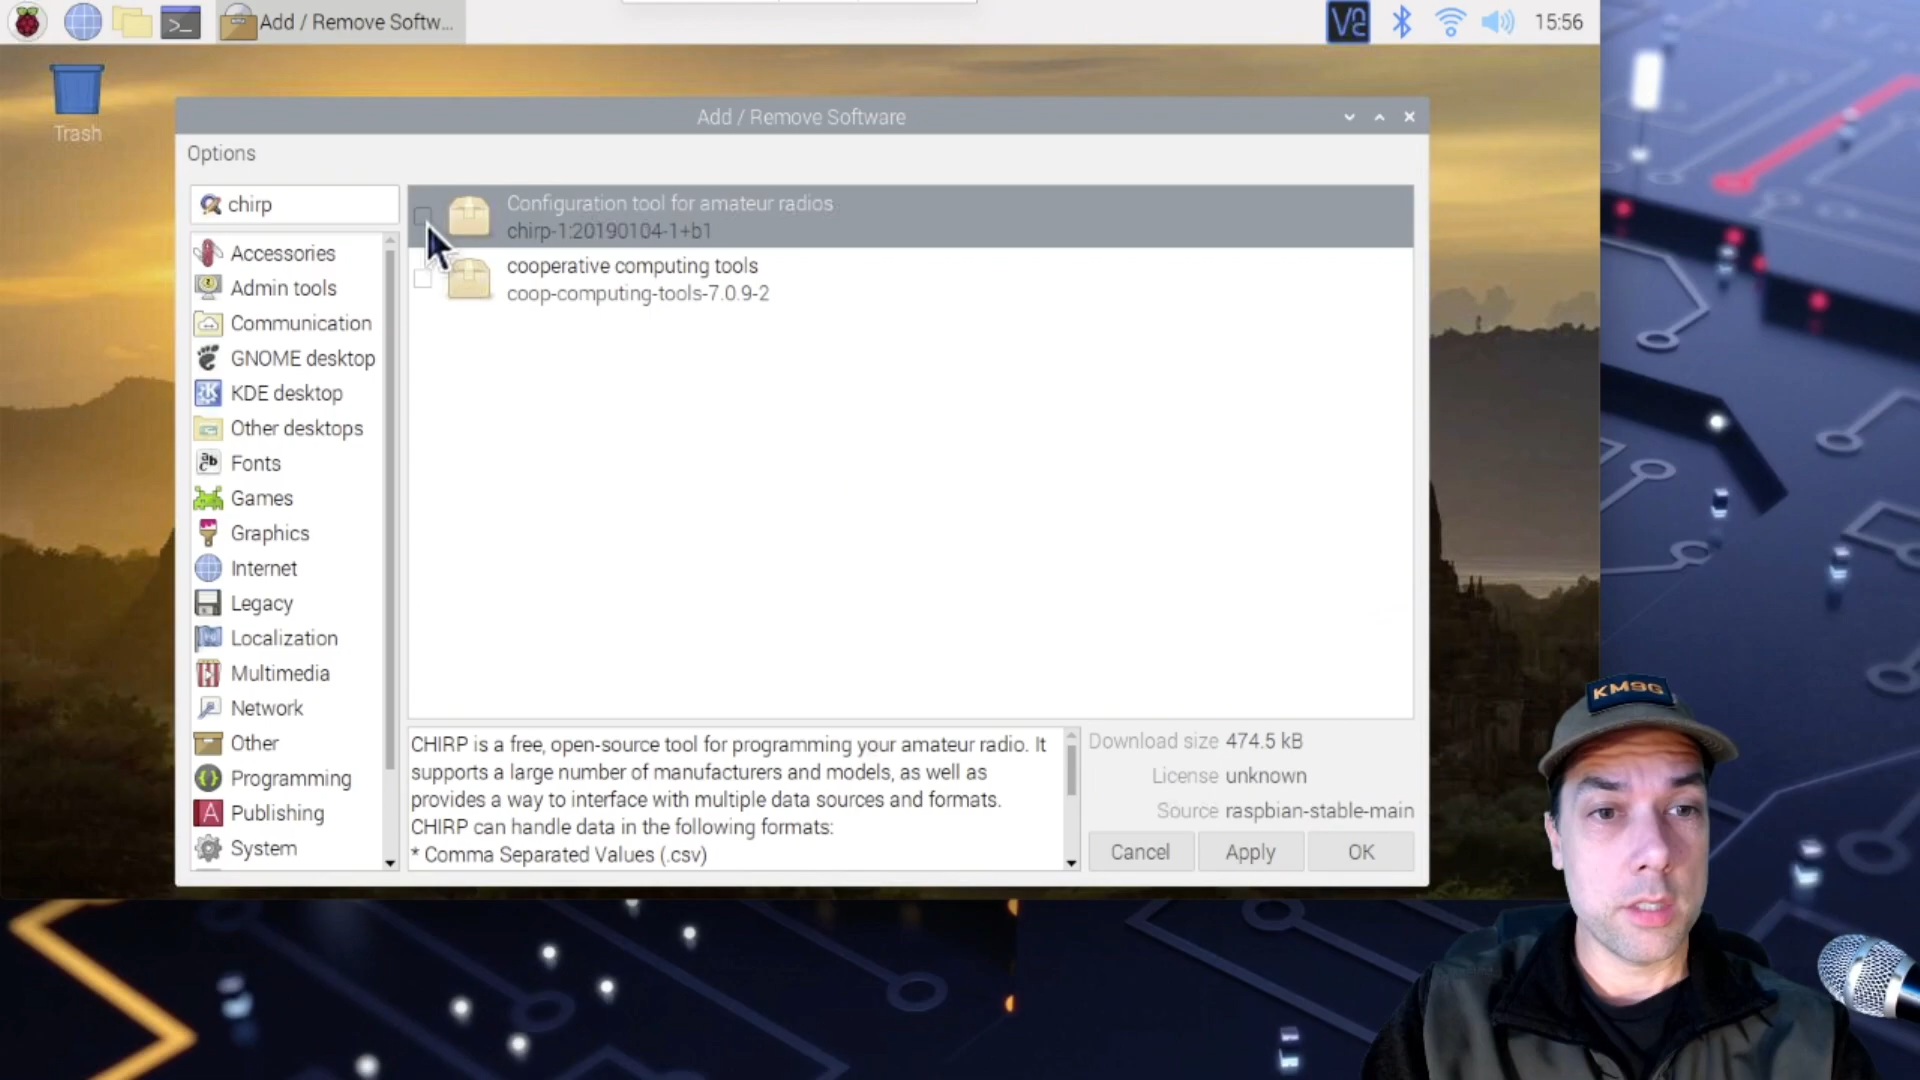 Add / Remove Softw...
15:56
Trash
Add / Remove Software
Options
chirp
Accessories
Admin tools
Communication
GNOME desktop
KDE desktop
Other desktops
Fonts
Games
Graphics
Internet
Legacy
Localization
Multimedia
Network
Other
Programming
Publishing
System
Configuration tool for amateur radios
chirp-1:20190104-1+b1
cooperative computing tools
coop-computing-tools-7.0.9-2
CHIRP is a free, open-source tool for programming your amateur radio. It
supports a large number of manufacturers and models, as well as
provides a way to interface with multiple data sources and formats.
CHIRP can handle data in the following formats:
* Comma Separated Values (.csv)
Download size 474.5 kB
License unknown
Source raspbian-stable-main
Cancel
Apply
OK